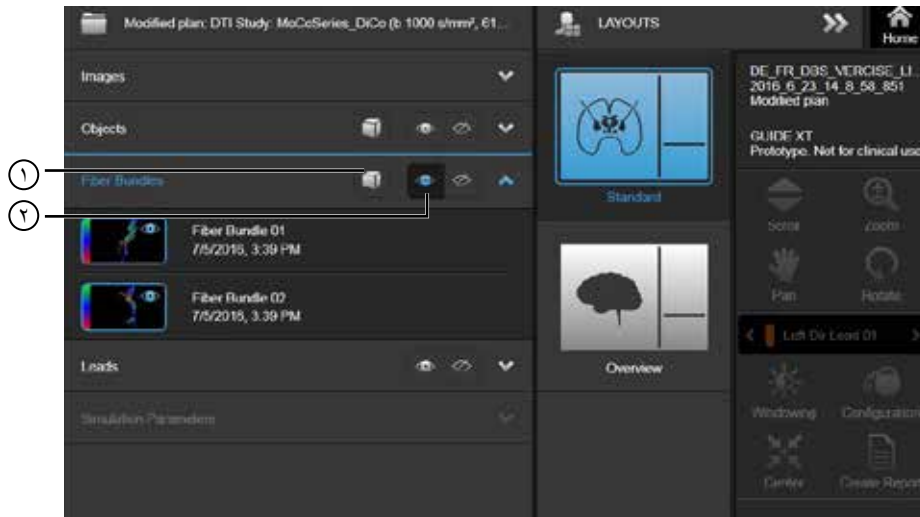 Modified plan: DTI Study: MoCoSeries_DiCo (b 1000 s/mm², 61...
LAYOUTS
Home
Images
Objects
Fiber Bundles
Fiber Bundle 01
7/5/2016, 3:39 PM
Fiber Bundle 02
7/5/2016, 3:39 PM
Leads
Simulation Parameters
١
٢
Standard
Overview
DE_FR_DBS_VERCISE_LI...
2016_6_23_14_8_58_851
Modified plan
GUIDE XT
Prototype. Not for clinical use
Scroll
Zoom
Pan
Rotate
Left Dir Lead 01
Windowing
Configuration
Center
Create Report